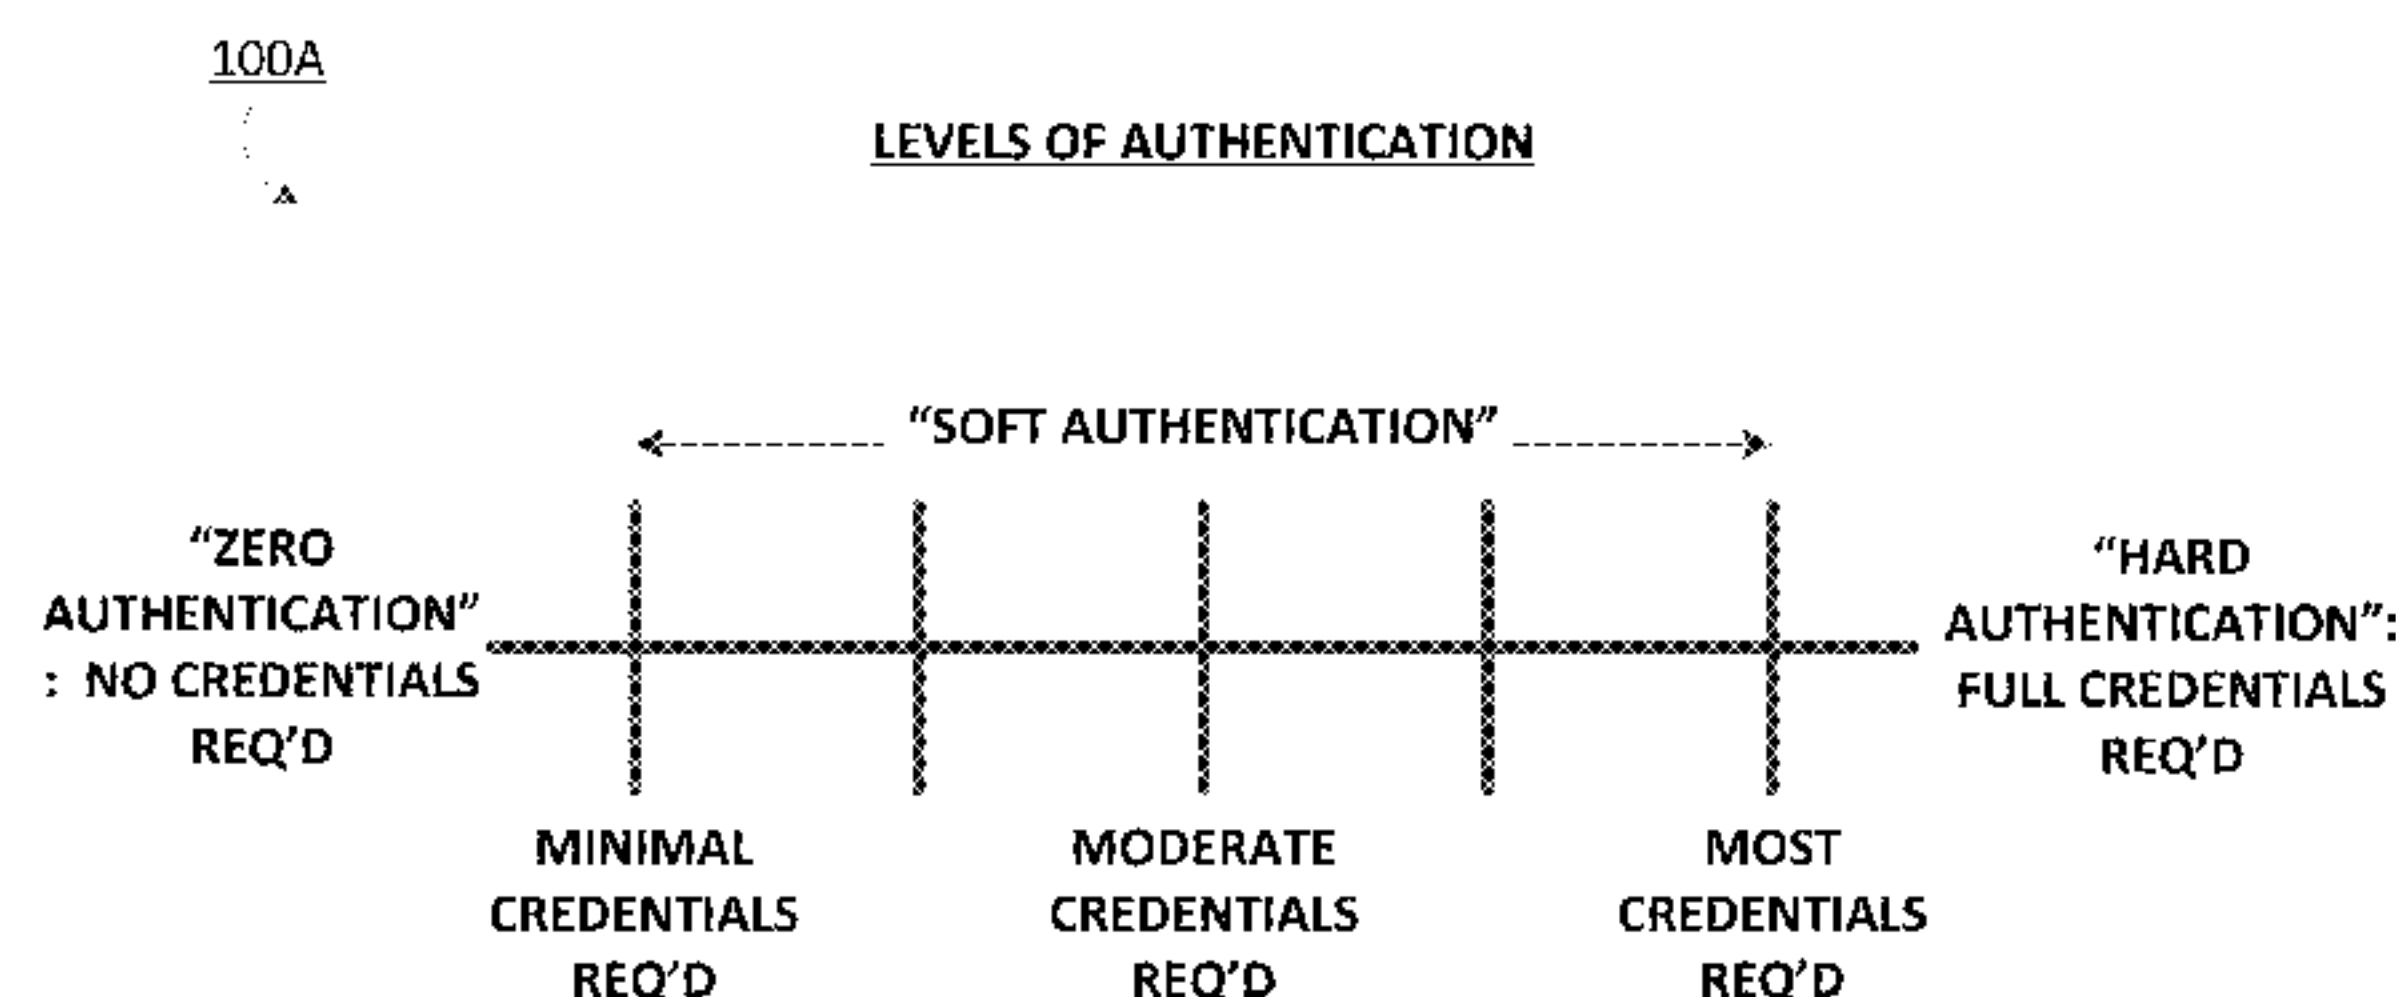 100A
LEVELS OF AUTHENTICATION
“SOFT AUTHENTICATION”
“ZERO
AUTHENTICATION”
: NO CREDENTIALS
REQ’D
“HARD
AUTHENTICATION”:
FULL CREDENTIALS
REQ’D
MINIMAL
CREDENTIALS
REQ’D
MODERATE
CREDENTIALS
REQ’D
MOST
CREDENTIALS
REQ’D